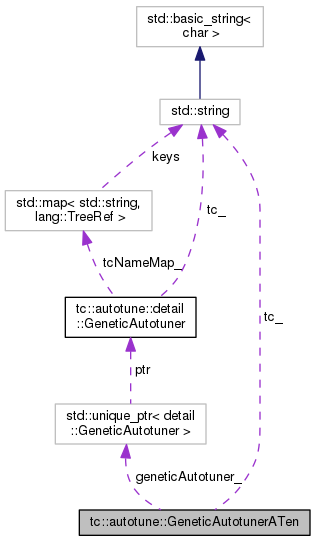 std::basic_string<
char >
std::string
keys
std::map< std::string,
lang::TreeRef >
tc_
tcNameMap_
tc::autotune::detail
::GeneticAutotuner
tc_
ptr
std::unique_ptr< detail
::GeneticAutotuner >
geneticAutotuner_
tc::autotune::GeneticAutotunerATen